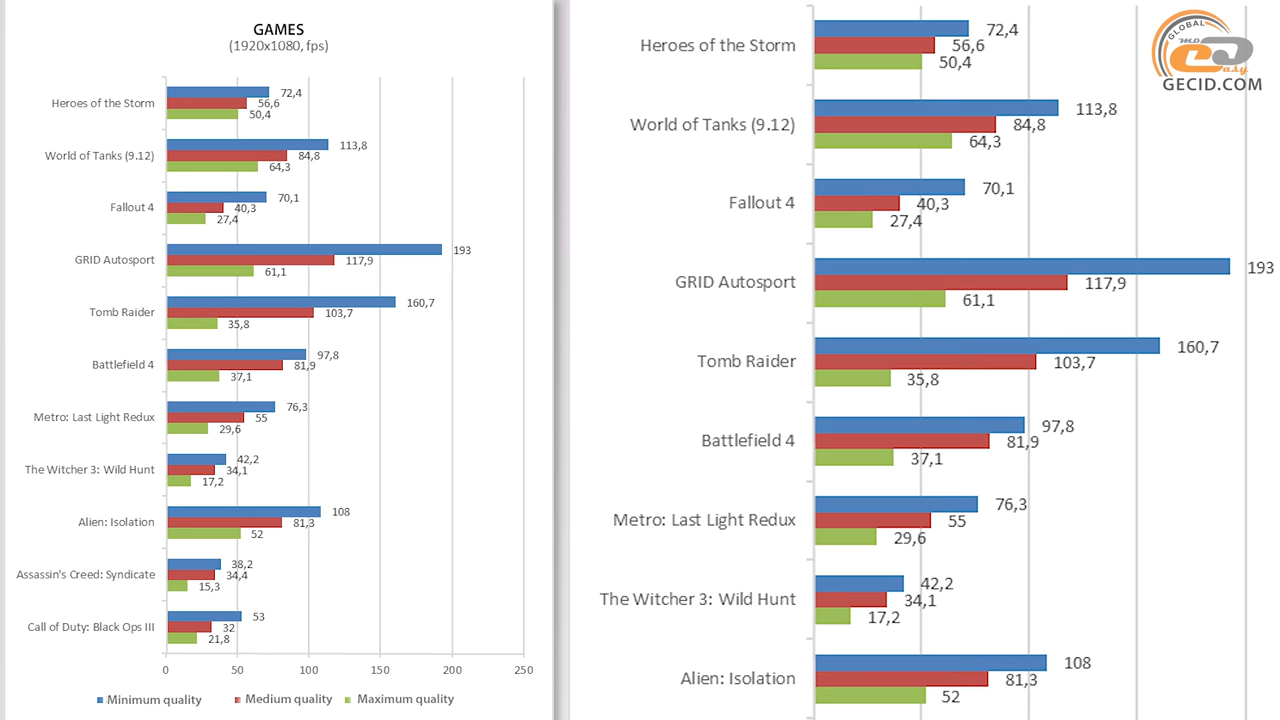 GAMES
(1920x1080, fps)
Heroes of the Storm
72,4
56,6
50,4
World of Tanks (9.12)
113,8
84,8
64,3
Fallout 4
70,1
40,3
27,4
GRID Autosport
193
117,9
61,1
Tomb Raider
160,7
103,7
35,8
Battlefield 4
97,8
81,9
37,1
Metro: Last Light Redux
76,3
55
29,6
The Witcher 3: Wild Hunt
42,2
34,1
17,2
Alien: Isolation
108
81,3
52
Assassin's Creed: Syndicate
38,2
34,4
15,3
Call of Duty: Black Ops III
53
32
21,8
0 50 100 150 200 250
Minimum quality Medium quality Maximum quality
Heroes of the Storm
72,4
56,6
50,4
World of Tanks (9.12)
113,8
84,8
64,3
Fallout 4
70,1
40,3
27,4
GRID Autosport
193
117,9
61,1
Tomb Raider
160,7
103,7
35,8
Battlefield 4
97,8
81,9
37,1
Metro: Last Light Redux
76,3
55
29,6
The Witcher 3: Wild Hunt
42,2
34,1
17,2
Alien: Isolation
108
81,3
52
GLOBAL
easy
GECID.COM